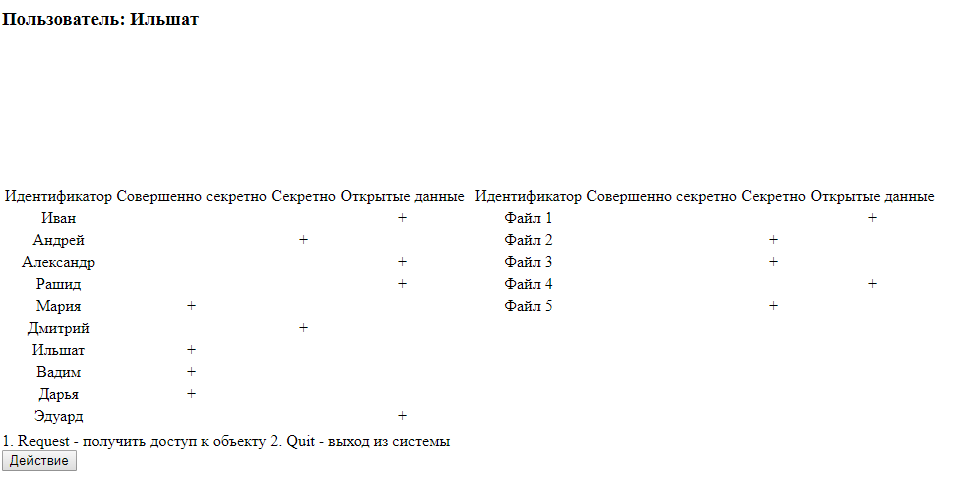 Пользователь: Ильшат
Идентификатор Совершенно секретно Секретно Открытые данные Идентификатор Совершенно секретно Секретно Открытые данные
Иван + Файл 1 +
Андрей + Файл 2 +
Александр + Файл 3 +
Рашид + Файл 4 +
Мария + Файл 5 +
Дмитрий +
Ильшат +
Вадим +
Дарья +
Эдуард +
1. Request - получить доступ к объекту 2. Quit - выход из системы
Действие